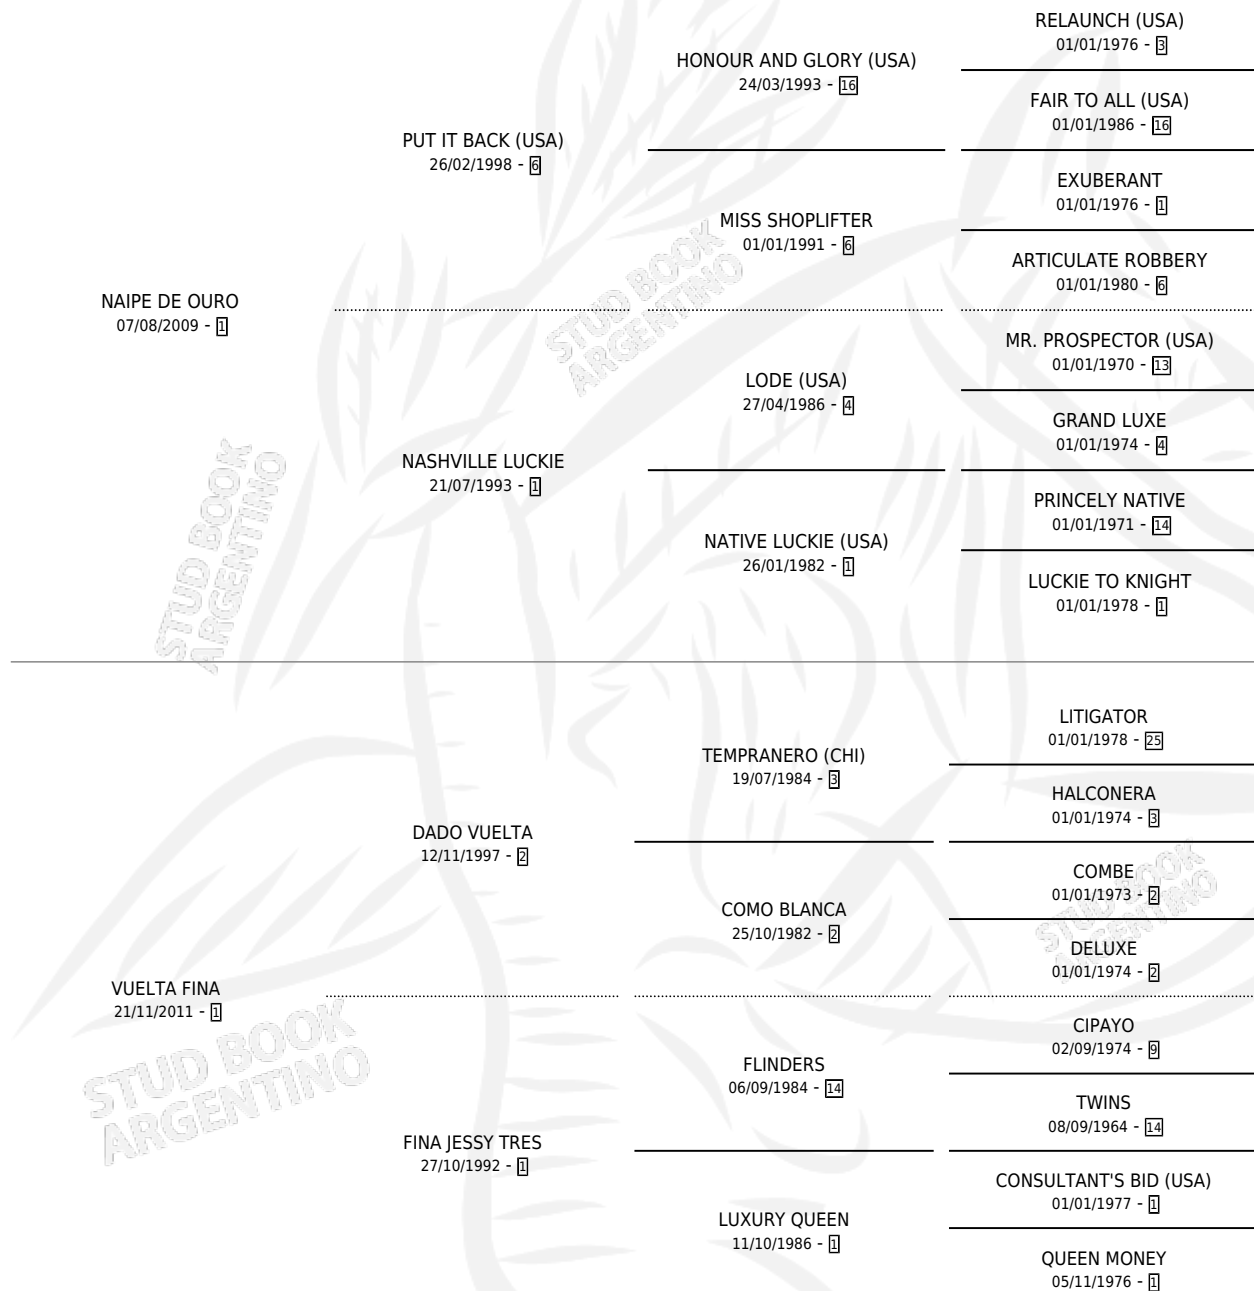 RELAUNCH (USA)
01/01/1976 - 3
HONOUR AND GLORY (USA)
24/03/1993 - 16
FAIR TO ALL (USA)
01/01/1986 - 16
PUT IT BACK (USA)
26/02/1998 - 6
EXUBERANT
01/01/1976 - 1
MISS SHOPLIFTER
01/01/1991 - 6
ARTICULATE ROBBERY
01/01/1980 - 6
NAIPE DE OURO
07/08/2009 - 1
MR. PROSPECTOR (USA)
01/01/1970 - 13
LODE (USA)
27/04/1986 - 4
GRAND LUXE
01/01/1974 - 4
NASHVILLE LUCKIE
21/07/1993 - 1
PRINCELY NATIVE
01/01/1971 - 14
NATIVE LUCKIE (USA)
26/01/1982 - 1
LUCKIE TO KNIGHT
01/01/1978 - 1
LITIGATOR
01/01/1978 - 25
TEMPRANERO (CHI)
19/07/1984 - 3
HALCONERA
01/01/1974 - 3
DADO VUELTA
12/11/1997 - 2
COMBE
01/01/1973 - 2
COMO BLANCA
25/10/1982 - 2
DELUXE
01/01/1974 - 2
VUELTA FINA
21/11/2011 - 1
CIPAYO
02/09/1974 - 9
FLINDERS
06/09/1984 - 14
TWINS
08/09/1964 - 14
FINA JESSY TRES
27/10/1992 - 1
CONSULTANT'S BID (USA)
01/01/1977 - 1
LUXURY QUEEN
11/10/1986 - 1
QUEEN MONEY
05/11/1976 - 1
STUD BOOK
ARGENTINO
STUD BOOK
ARGENTINO
STUD BOOK
ARGENTINO
STUD BOOK
ARGENTINO